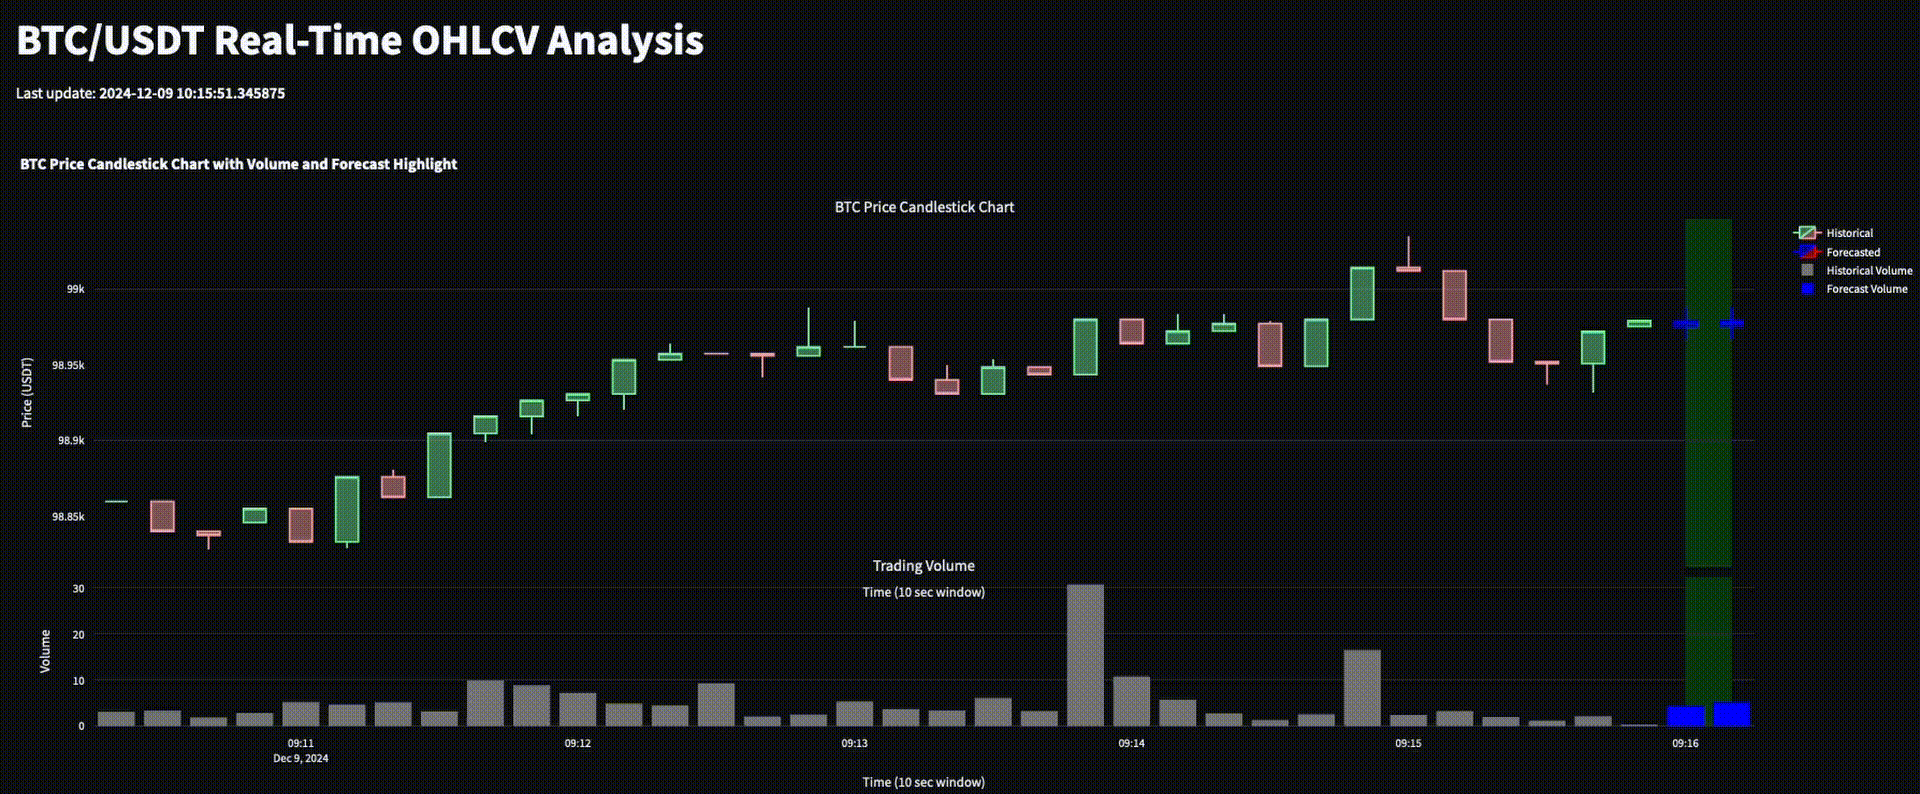 BTC/USDT Real-Time OHLCV Analysis
Last update: 2024-12-09 10:15:51.345875
BTC Price Candlestick Chart with Volume and Forecast Highlight
BTC Price Candlestick Chart
Historical
Forecasted
Historical Volume
Forecast Volume
Price (USDT)
99k
98.95k
98.9k
98.85k
Trading Volume
Time (10 sec window)
Volume
30
20
10
0
09:11
Dec 9, 2024
09:12
09:13
09:14
09:15
09:16
Time (10 sec window)